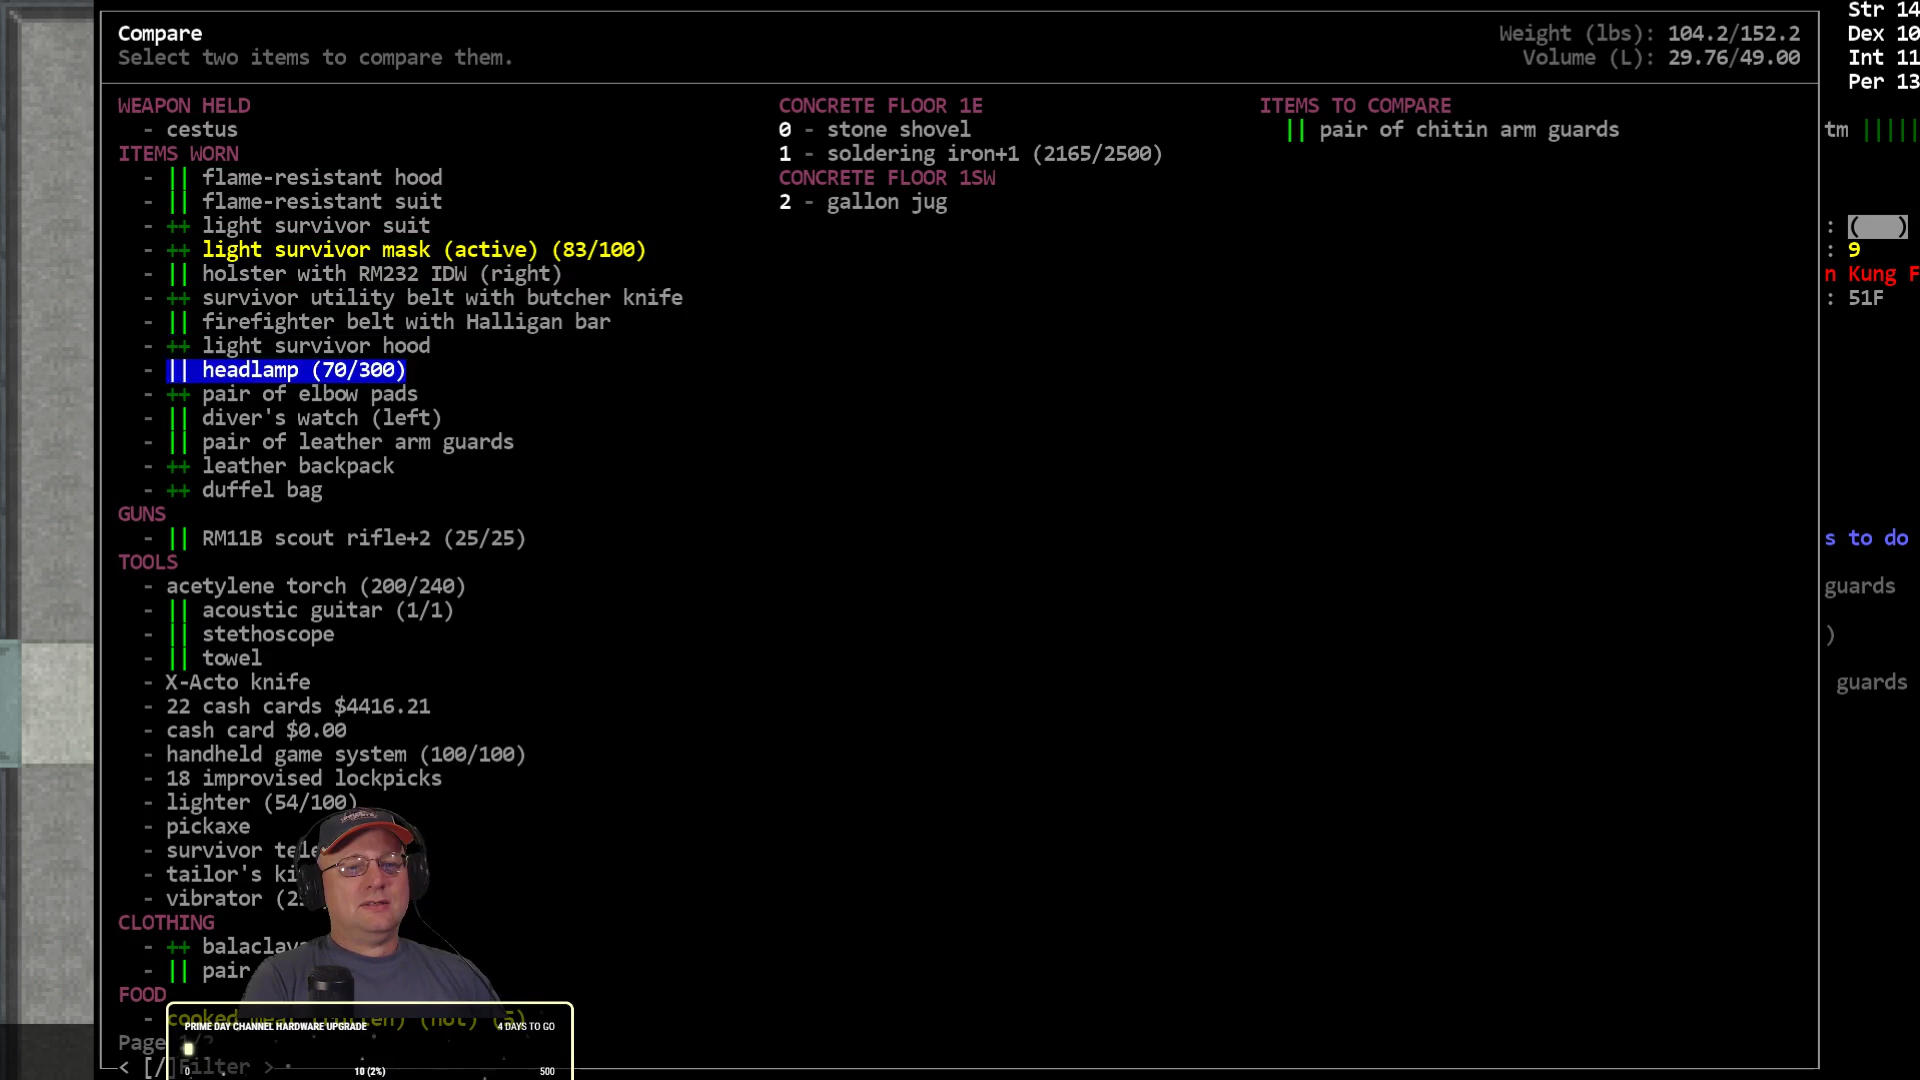 Compare
Select two items to compare them.
Weight (lbs): 104.2/152.2
Volume (L): 29.76/49.00
WEAPON HELD
- cestus
ITEMS WORN
- || flame-resistant hood
- || flame-resistant suit
- ++ light survivor suit
- ++ light survivor mask (active) (83/100)
- || holster with RM232 IDW (right)
- ++ survivor utility belt with butcher knife
- || firefighter belt with Halligan bar
- ++ light survivor hood
- || headlamp (70/300)
- ++ pair of elbow pads
- || diver's watch (left)
- || pair of leather arm guards
- ++ leather backpack
- ++ duffel bag
GUNS
- || RM11B scout rifle+2 (25/25)
TOOLS
- acetylene torch (200/240)
- || acoustic guitar (1/1)
- || stethoscope
- || towel
- X-Acto knife
- 22 cash cards $4416.21
- cash card $0.00
- handheld game system (100/100)
- 18 improvised lockpicks
- lighter (54/100)
- pickaxe
- survivor tele
- tailor's ki
- vibrator (2
CLOTHING
- ++ balaclava
- || pair
FOOD
- cooked meat (rotten) (hot) (5)
Page
< [/]Filter >
CONCRETE FLOOR 1E
0 - stone shovel
1 - soldering iron+1 (2165/2500)
CONCRETE FLOOR 1SW
2 - gallon jug
ITEMS TO COMPARE
|| pair of chitin arm guards
Str 14
Dex 10
Int 11
Per 13
tm |||||
: ( )
: 9
n Kung F
: 51F
s to do
guards
)
guards
PRIME DAY CHANNEL HARDWARE UPGRADE
4 DAYS TO GO
0
10 (2%)
500